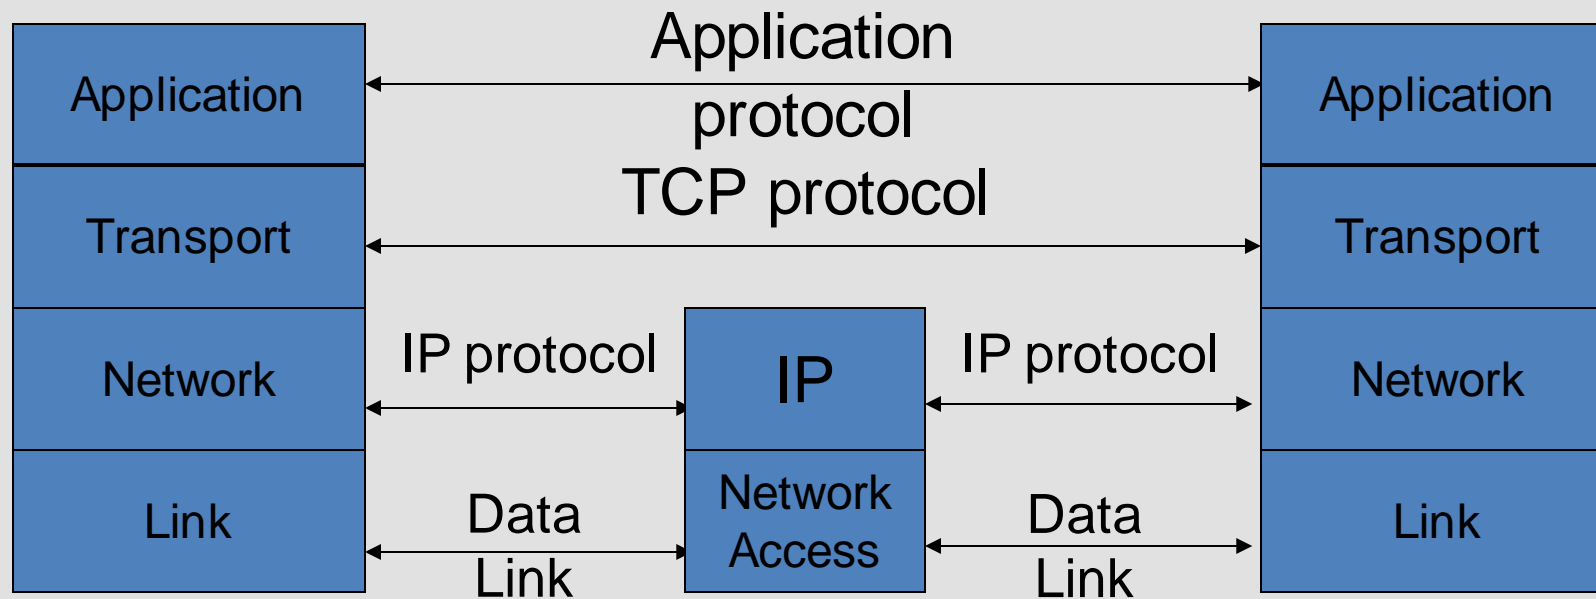 Application
Application
protocol
Application
TCP protocol
Transport
Transport
Network
IP protocol
IP
IP protocol
Network
Link
Data
Link
Network
Access
Data
Link
Link